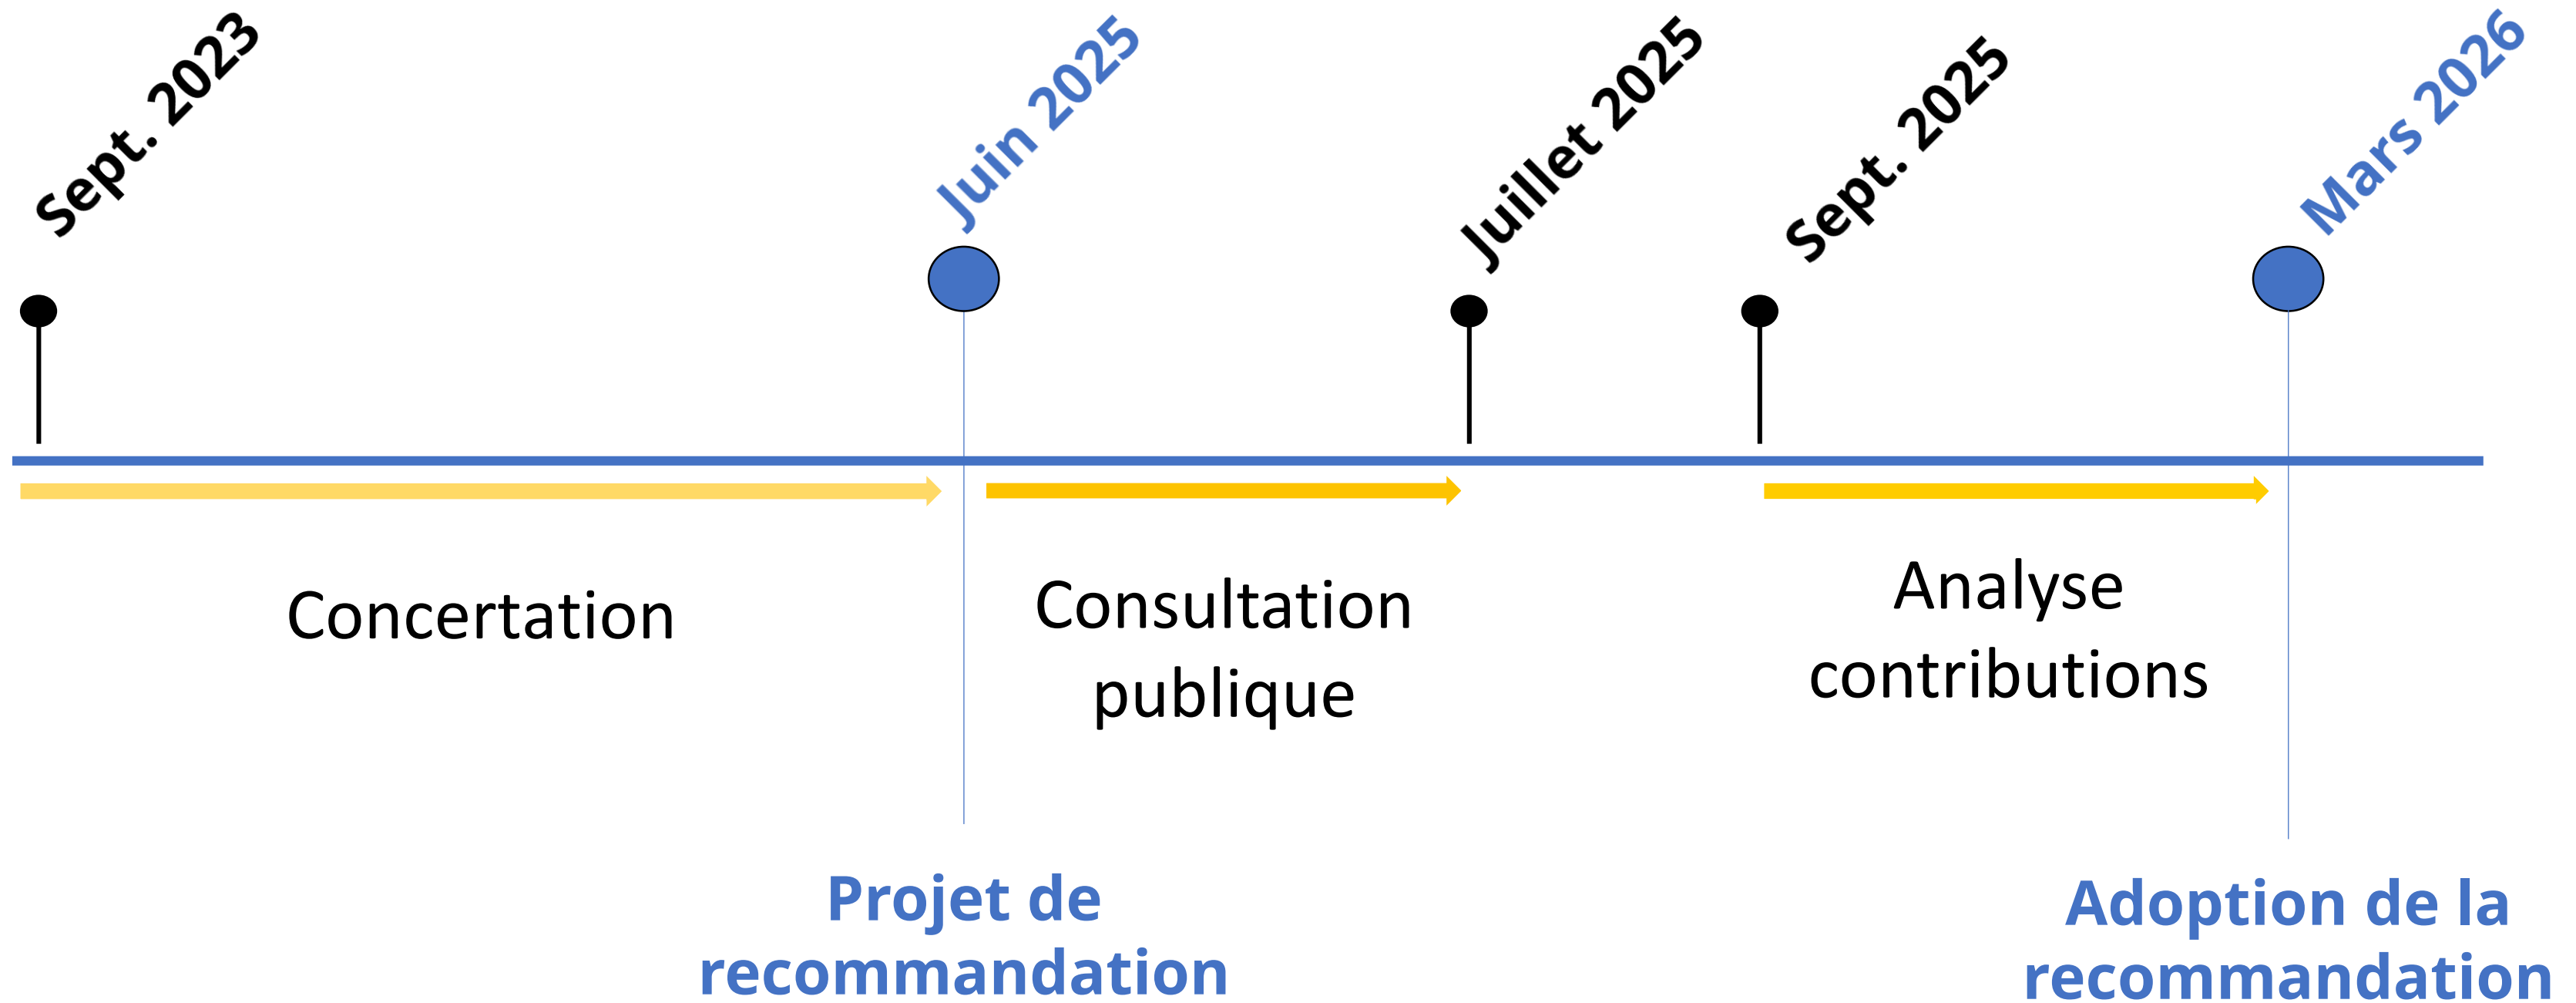 Sept. 2023
Juin 2025
Juillet 2025
Sept. 2025
Mars 2026
Concertation
Consultation
publique
Analyse
contributions
Projet de
recommandation
Adoption de la
recommandation